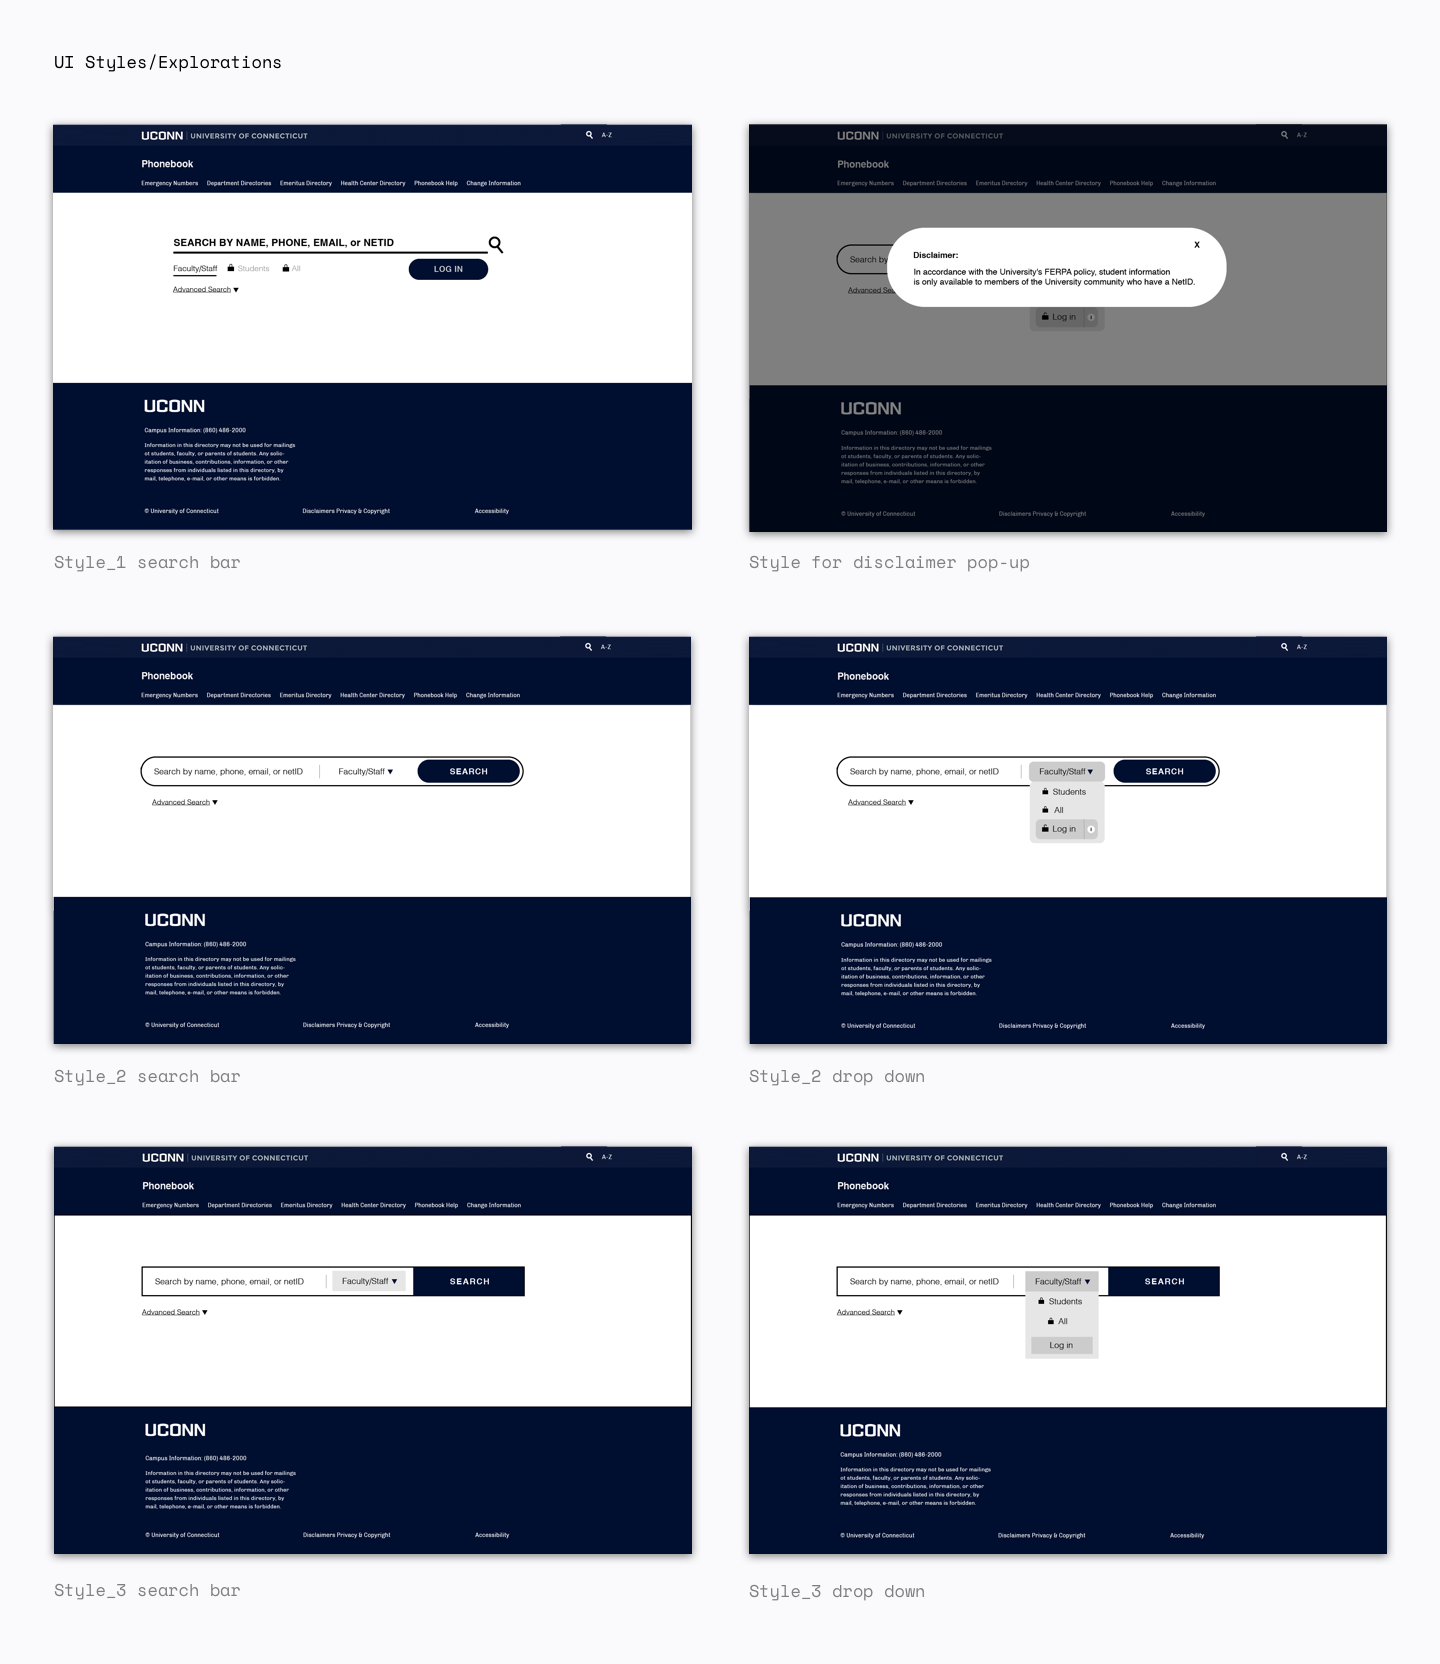 UI Styles/Explorations
UCONN | UNIVERSITY OF CONNECTICUT A-Z
Phonebook
Emergency Numbers Department Directories Emeritus Directory Health Center Directory Phonebook Help Change Information
SEARCH BY NAME, PHONE, EMAIL, or NETID
Faculty/Staff Students All LOG IN
Advanced Search ▼
UCONN
Campus Information: (860) 486-2000
Information in this directory may not be used for mailings
ot students, faculty, or parents of students. Any solic-
itation of business, contributions, information, or other
responses from individuals listed in this directory, by
mail, telephone, e-mail, or other means is forbidden.
© University of Connecticut Disclaimers Privacy & Copyright Accessibility
Style_1 search bar
UCONN | UNIVERSITY OF CONNECTICUT A-Z
Phonebook
Emergency Numbers Department Directories Emeritus Directory Health Center Directory Phonebook Help Change Information
X
Disclaimer:
Search by
In accordance with the University's FERPA policy, student information
is only available to members of the University community who have a NetID.
Advanced Sea
Log in i
UCONN
Campus Information: (860) 486-2000
Information in this directory may not be used for mailings
ot students, faculty, or parents of students. Any solic-
itation of business, contributions, information, or other
responses from individuals listed in this directory, by
mail, telephone, e-mail, or other means is forbidden.
© University of Connecticut Disclaimers Privacy & Copyright Accessibility
Style for disclaimer pop-up
UCONN | UNIVERSITY OF CONNECTICUT A-Z
Phonebook
Emergency Numbers Department Directories Emeritus Directory Health Center Directory Phonebook Help Change Information
Search by name, phone, email, or netID Faculty/Staff ▼ SEARCH
Advanced Search ▼
UCONN
Campus Information: (860) 486-2000
Information in this directory may not be used for mailings
ot students, faculty, or parents of students. Any solic-
itation of business, contributions, information, or other
responses from individuals listed in this directory, by
mail, telephone, e-mail, or other means is forbidden.
© University of Connecticut Disclaimers Privacy & Copyright Accessibility
Style_2 search bar
UCONN | UNIVERSITY OF CONNECTICUT A-Z
Phonebook
Emergency Numbers Department Directories Emeritus Directory Health Center Directory Phonebook Help Change Information
Search by name, phone, email, or netID Faculty/Staff ▼ SEARCH
Students
Advanced Search ▼
All
Log in i
UCONN
Campus Information: (860) 486-2000
Information in this directory may not be used for mailings
ot students, faculty, or parents of students. Any solic-
itation of business, contributions, information, or other
responses from individuals listed in this directory, by
mail, telephone, e-mail, or other means is forbidden.
© University of Connecticut Disclaimers Privacy & Copyright Accessibility
Style_2 drop down
UCONN | UNIVERSITY OF CONNECTICUT A-Z
Phonebook
Emergency Numbers Department Directories Emeritus Directory Health Center Directory Phonebook Help Change Information
Search by name, phone, email, or netID Faculty/Staff ▼ SEARCH
Advanced Search ▼
UCONN
Campus Information: (860) 486-2000
Information in this directory may not be used for mailings
ot students, faculty, or parents of students. Any solic-
itation of business, contributions, information, or other
responses from individuals listed in this directory, by
mail, telephone, e-mail, or other means is forbidden.
© University of Connecticut Disclaimers Privacy & Copyright Accessibility
Style_3 search bar
UCONN | UNIVERSITY OF CONNECTICUT A-Z
Phonebook
Emergency Numbers Department Directories Emeritus Directory Health Center Directory Phonebook Help Change Information
Search by name, phone, email, or netID Faculty/Staff ▼ SEARCH
Students
Advanced Search ▼
All
Log in
UCONN
Campus Information: (860) 486-2000
Information in this directory may not be used for mailings
ot students, faculty, or parents of students. Any solic-
itation of business, contributions, information, or other
responses from individuals listed in this directory, by
mail, telephone, e-mail, or other means is forbidden.
© University of Connecticut Disclaimers Privacy & Copyright Accessibility
Style_3 drop down